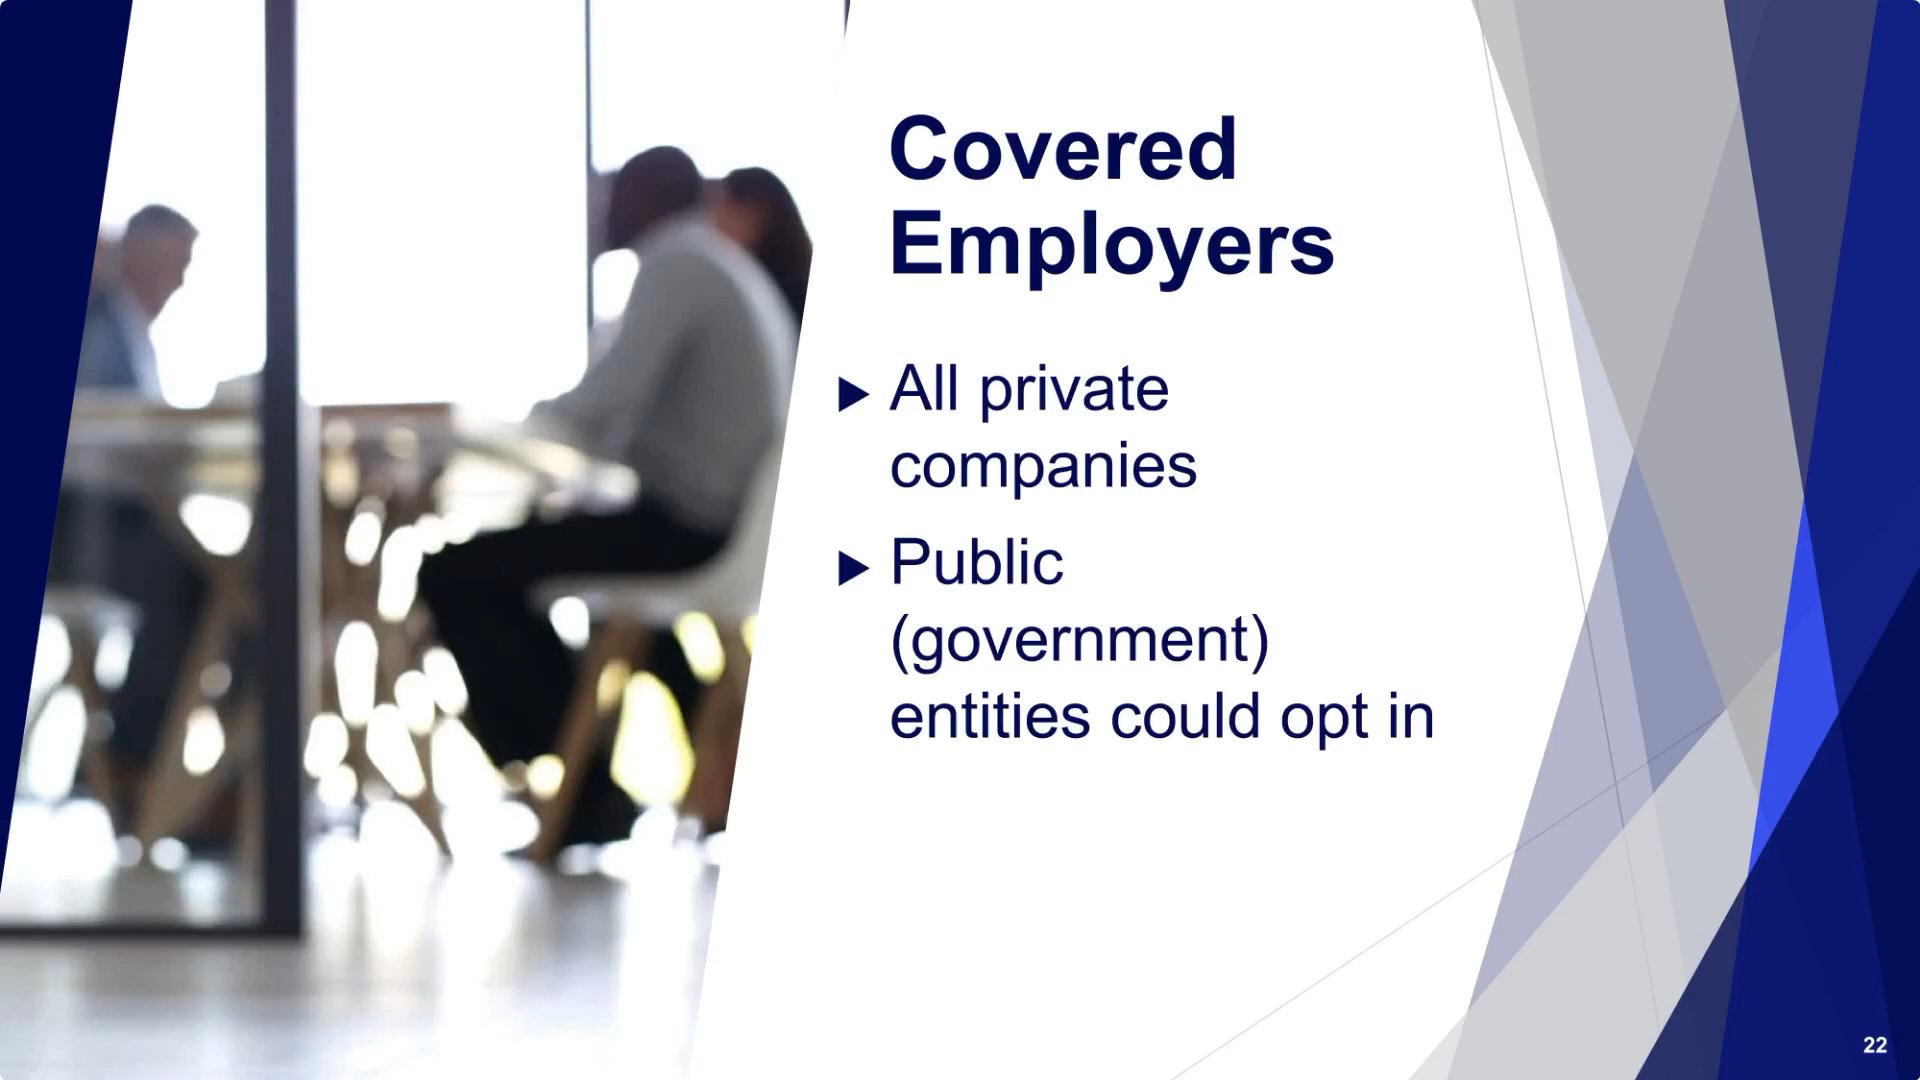 Covered
Employers
All private
companies
Public
(government)
entities could opt in
22